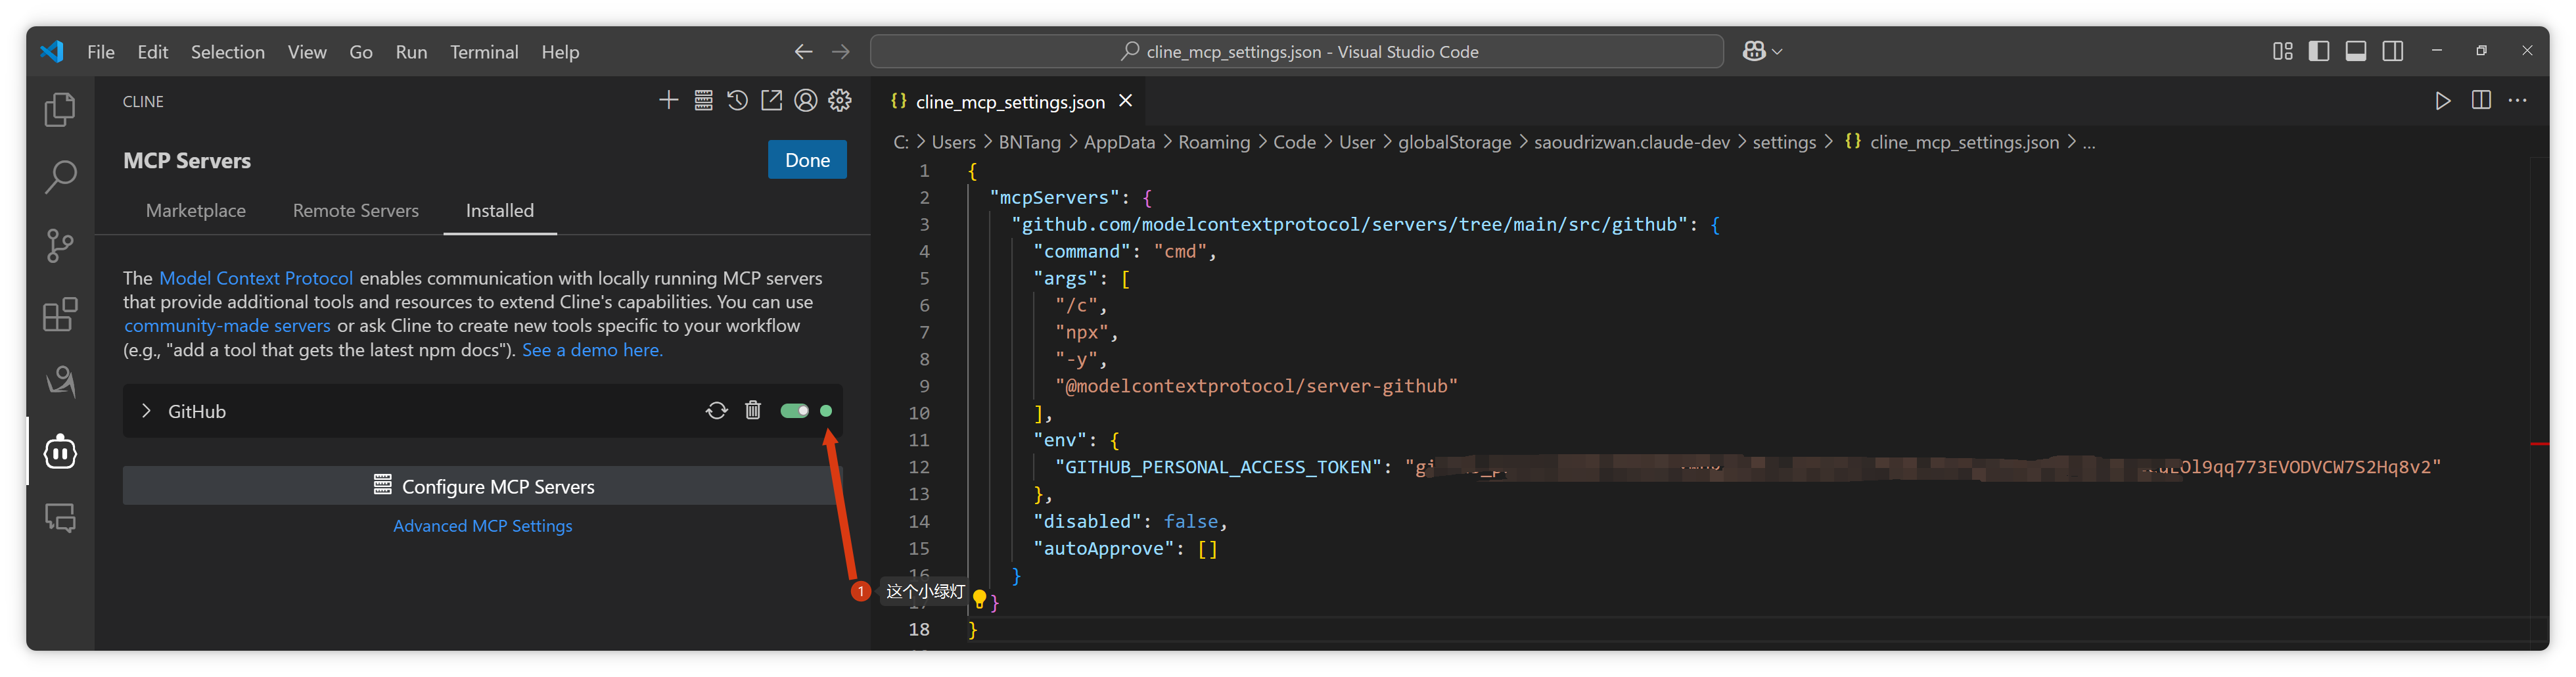 File Edit Selection View Go Run Terminal Help
cline_mcp_settings.json - Visual Studio Code
CLINE
MCP Servers
Done
Marketplace Remote Servers Installed
The Model Context Protocol enables communication with locally running MCP servers
that provide additional tools and resources to extend Cline's capabilities. You can use
community-made servers or ask Cline to create new tools specific to your workflow
(e.g., "add a tool that gets the latest npm docs"). See a demo here.
GitHub
Configure MCP Servers
Advanced MCP Settings
1 这个小绿灯
cline_mcp_settings.json
C: > Users > BNTang > AppData > Roaming > Code > User > globalStorage > saoudrizwan.claude-dev > settings > {} cline_mcp_settings.json > ...
1 {
2 "mcpServers": {
3 "github.com/modelcontextprotocol/servers/tree/main/src/github": {
4 "command": "cmd",
5 "args": [
6 "/c",
7 "npx",
8 "-y",
9 "@modelcontextprotocol/server-github"
10 ],
11 "env": {
12 "GITHUB_PERSONAL_ACCESS_TOKEN":
13 },
14 "disabled": false,
15 "autoApprove": []
16 }
17 }
18 }